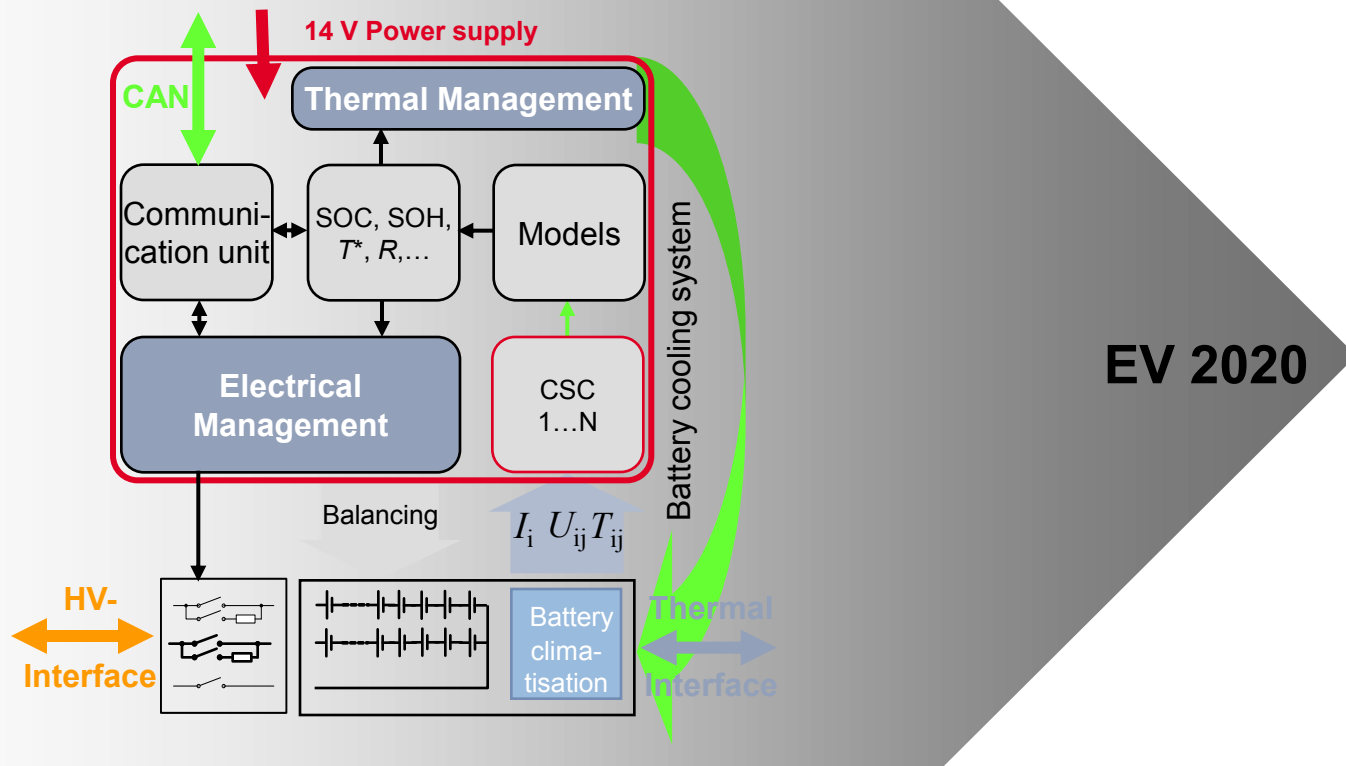 14 V Power supply
CAN
Thermal Management
Communi-
cation unit
SOC, SOH,
T*, R,…
Models
Electrical
Management
CSC
1…N
Battery cooling system
EV 2020
Balancing
Ii Uij Tij
HV-
Interface
Battery
clima-
tisation
Thermal
Interface